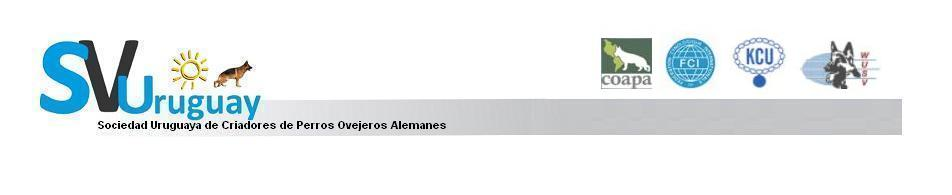 SVUruguay
Sociedad Uruguaya de Criadores de Perros Ovejeros Alemanes
coapa
FCI
KCU
WUSV